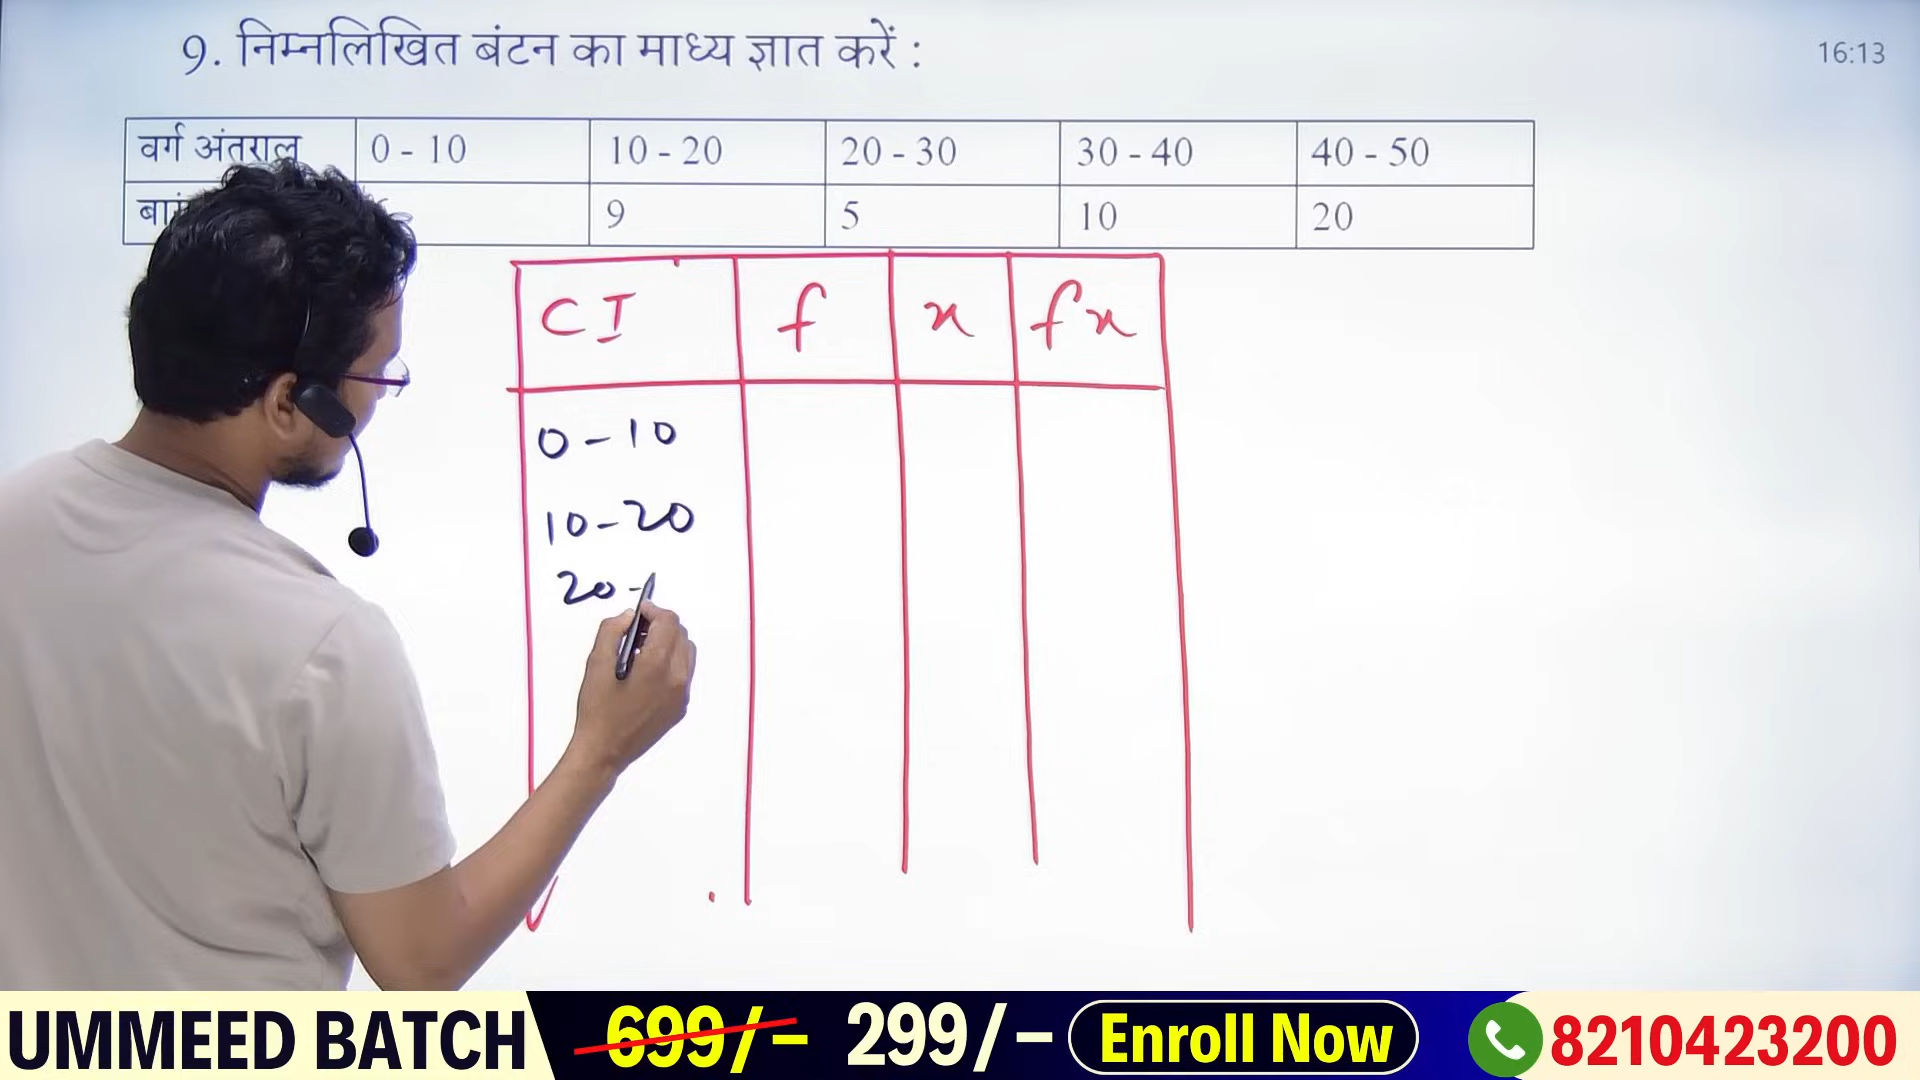 9. निम्नलिखित बंटन का माध्य ज्ञात करें :
16:13
वर्ग अंतराल 0 - 10 10 - 20 20 - 30 30 - 40 40 - 50
9 5 10 20
CI f x fx
0 - 10
10 - 20
20 -
UMMEED BATCH 699/- 299/- Enroll Now 8210423200